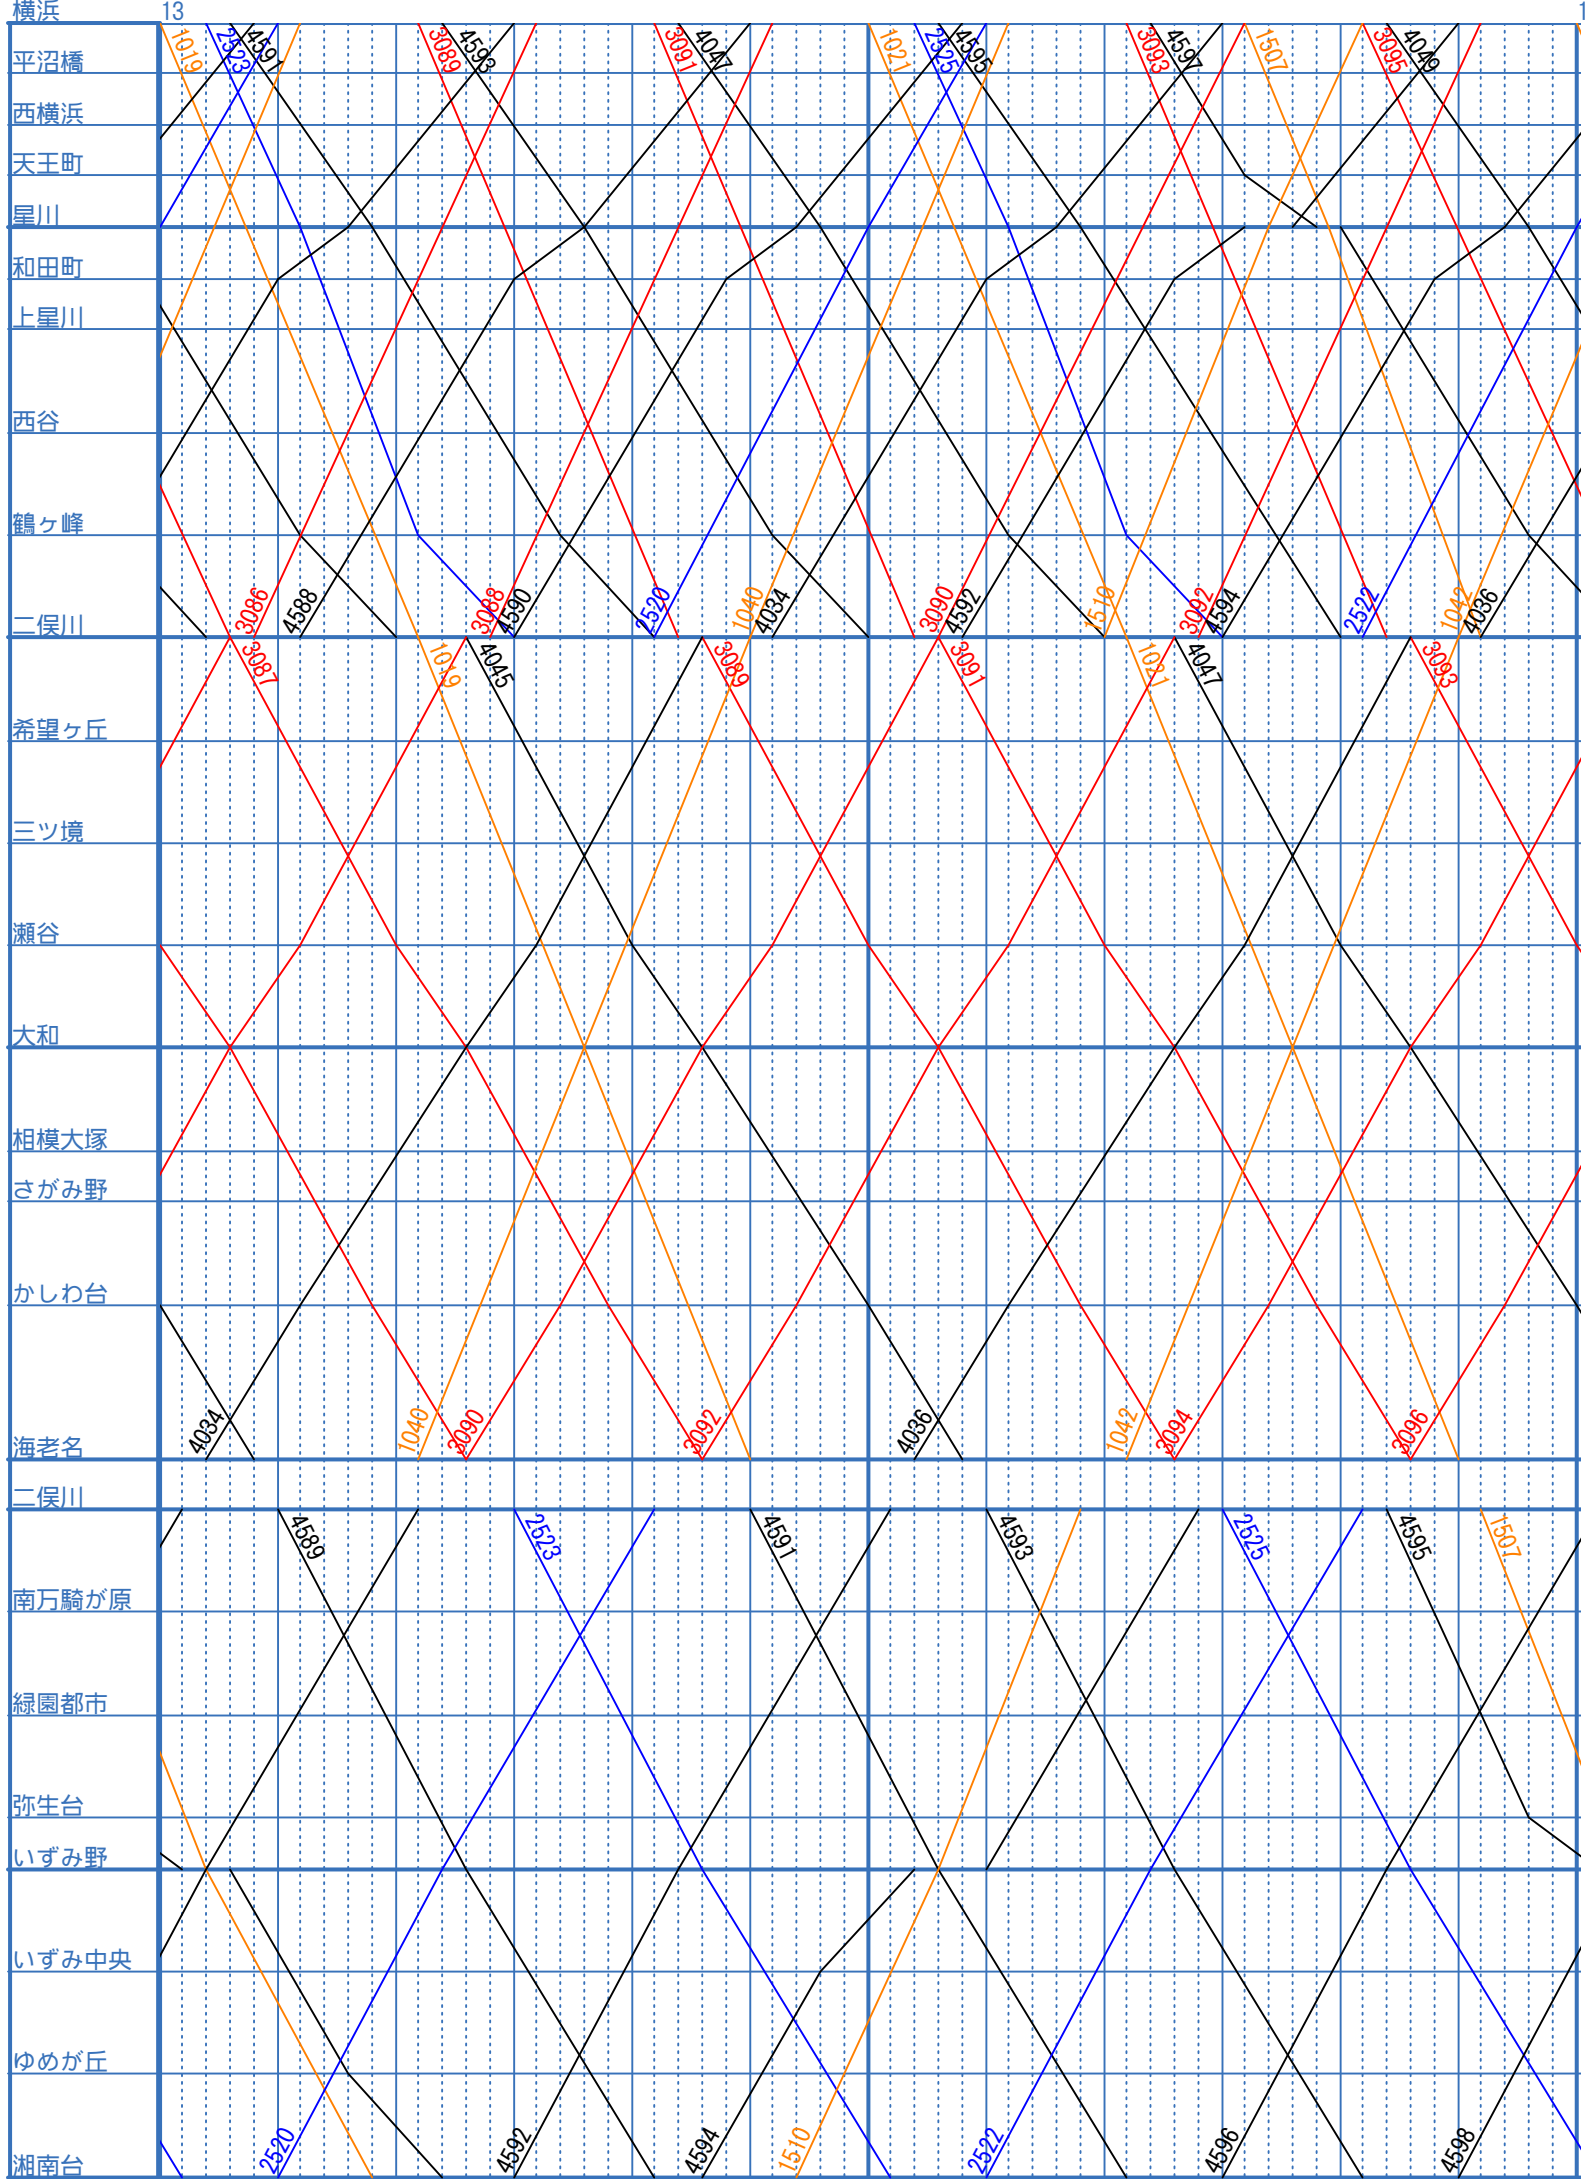 横浜 13 1
1019 2523 4591 3089 4593 3091 4047 1021 2525 4595 3093 4597 1507 3095 4049
平沼橋
西横浜
天王町
星川
和田町
上星川
西谷
鶴ヶ峰
3086 4588 3088 4590 2520 1040 4034 3090 4592 1510 3092 4594 2522 1042 4036
二俣川
3087 1019 4045 3089 3091 1021 4047 3093
希望ヶ丘
三ツ境
瀬谷
大和
相模大塚
さがみ野
かしわ台
4034 1040 3090 3092 4036 1042 3094 3096
海老名
二俣川
4589 2523 4591 4593 2525 4595 1507
南万騎が原
緑園都市
弥生台
いずみ野
いずみ中央
ゆめが丘
2520 4592 4594 1510 2522 4596 4598
湘南台